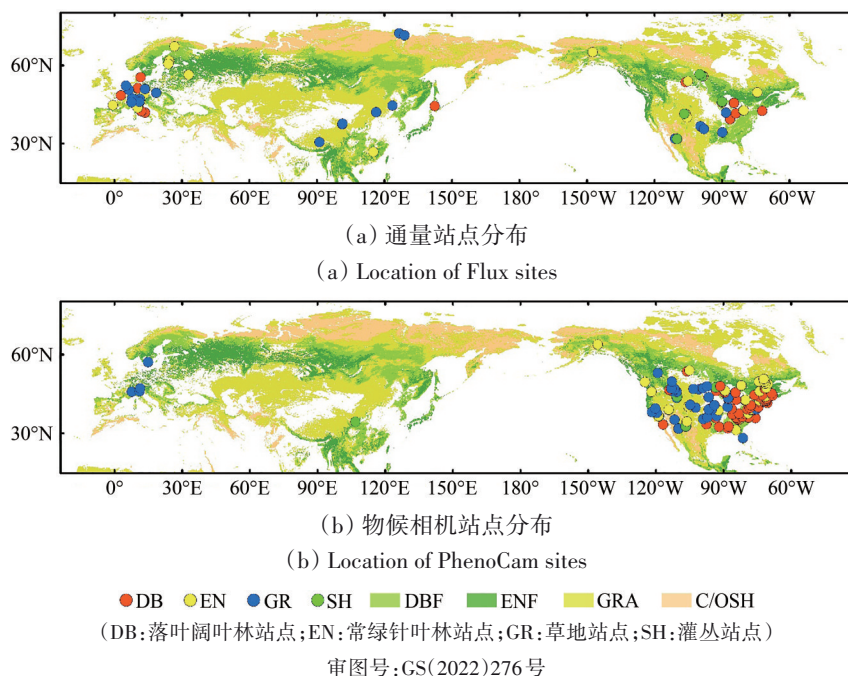 60°N
30°N
0° 30°E 60°E 90°E 120°E 150°E 180° 150°W 120°W 90°W 60°W
(a)通量站点分布
(a) Location of Flux sites
60°N
30°N
0° 30°E 60°E 90°E 120°E 150°E 180° 150°W 120°W 90°W 60°W
(b)物候相机站点分布
(b) Location of PhenoCam sites
DB EN GR SH DBF ENF GRA C/OSH
(DB:落叶阔叶林站点;EN:常绿针叶林站点;GR:草地站点;SH:灌丛站点)
审图号:GS(2022)276号